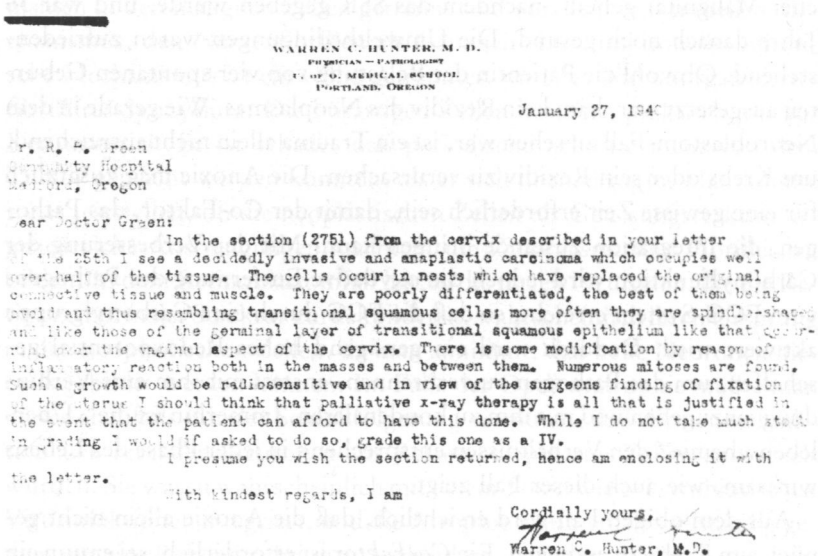 WARREN C. HUNTER, M. D.
PHYSICIAN – PATHOLOGIST
MEDICAL SCHOOL
PORTLAND, OREGON
January 27, 1940
Dr. R. Green
Community Hospital
Medford, Oregon
Dear Doctor Green:
In the section (2751) from the cervix described in your letter
of the 25th I see a decidedly invasive and anaplastic carcinoma which occupies well
over half of the tissue. The cells occur in nests which have replaced the original
connective tissue and muscle. They are poorly differentiated, the best of them being
and thus resembling transitional squamous cells; more often they are spindle-shaped
and like those of the germinal layer of transitional squamous epithelium like that occur-
ring over the vaginal aspect of the cervix. There is some modification by reason of
inflammatory reaction both in the masses and between them. Numerous mitoses are found.
Such a growth would be radiosensitive and in view of the surgeons finding of fixation
of the uterus I should think that palliative x-ray therapy is all that is justified in
the event that the patient can afford to have this done. While I do not take much stock
in grading I would if asked to do so, grade this one as a IV.
I presume you wish the section returned, hence am enclosing it with
the letter.
With kindest regards, I am
Cordially yours,
Warren C. Hunter
Warren C. Hunter, M.D.